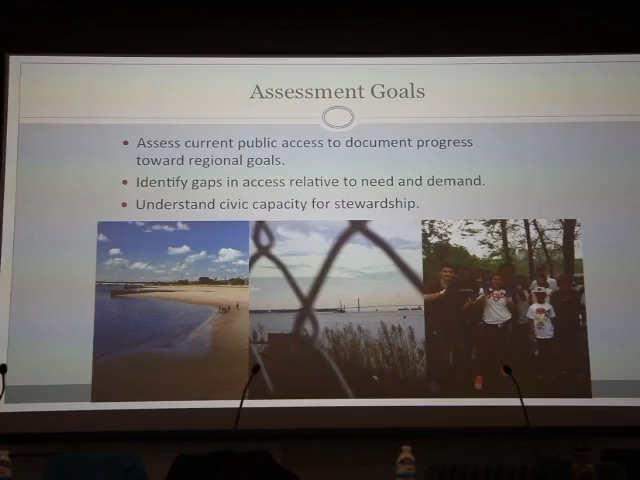 Assessment Goals
• Assess current public access to document progress
toward regional goals.
• Identify gaps in access relative to need and demand.
• Understand civic capacity for stewardship.